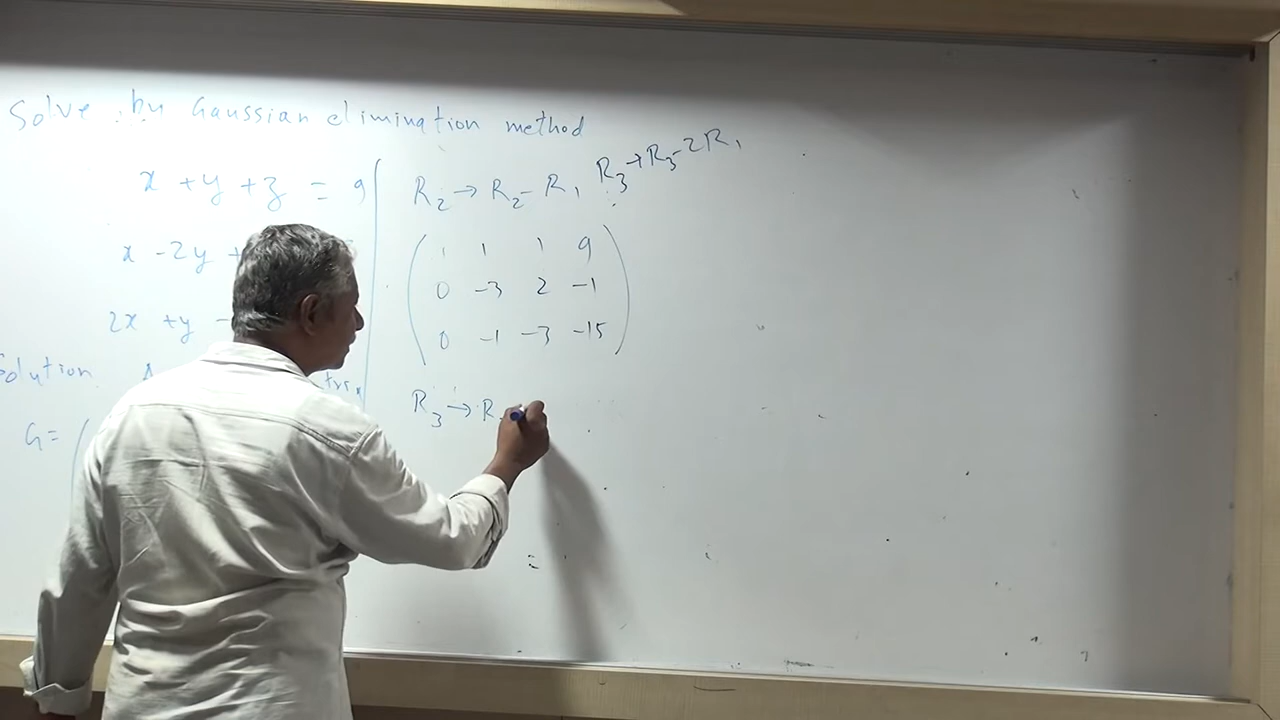 Solve by Gaussian elimination method
x + y + z = 9
x - 2y +
2x + y -
Solution
G = (
R2 → R2 - R1 R3 → R3 - 2R1
1 1 1 9
0 -3 2 -1
0 -1 -3 -15
R3 → R